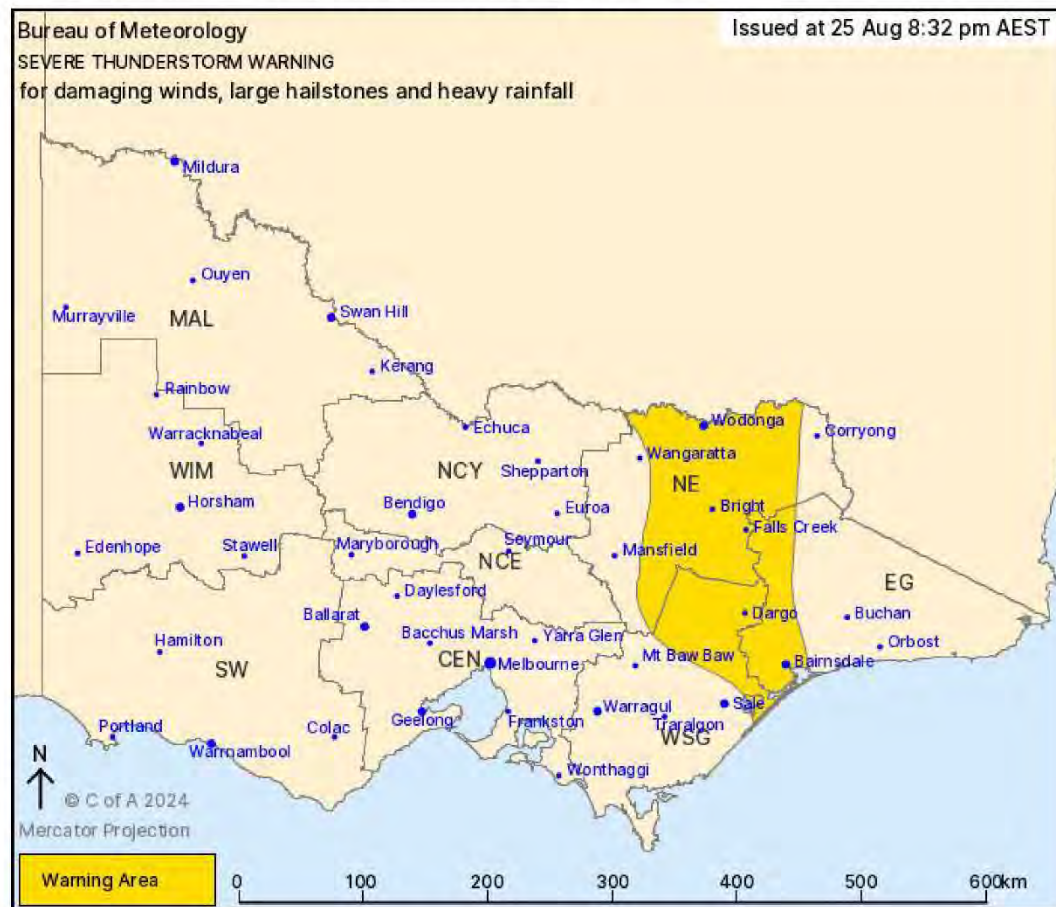 Bureau of Meteorology
Issued at 25 Aug 8:32 pm AEST
SEVERE THUNDERSTORM WARNING
for damaging winds, large hailstones and heavy rainfall
Mildura
Ouyen
Murrayville
MAL
Swan Hill
Kerang
Rainbow
Warracknabeal
WIM
Horsham
Edenhope
Stawell
Echuca
NCY
Shepparton
Bendigo
Euroa
Maryborough
Seymour
NCE
Wodonga
Corryong
Wangaratta
NE
Bright
Falls Creek
Mansfield
EG
Dargo
Buchan
Orbost
Bairnsdale
Daylesford
Ballarat
Bacchus Marsh
Yarra Glen
CEN
Melbourne
Mt Baw Baw
Hamilton
SW
Portland
Warrnambool
Colac
Geelong
Frankston
Warragul
Sale
Traralgon
WSG
Wonthaggi
N
© C of A 2024
Mercator Projection
Warning Area
0 100 200 300 400 500 600km